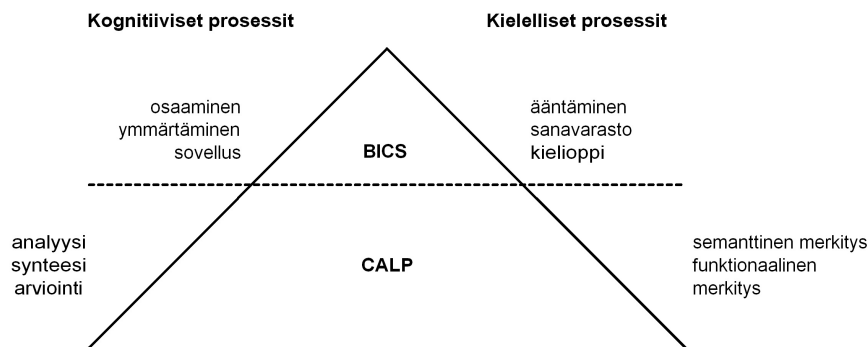 Kognitiiviset prosessit
Kielelliset prosessit
osaaminen
ymmärtäminen
sovellus
BICS
ääntäminen
sanavarasto
kielioppi
analyysi
synteesi
arviointi
CALP
semanttinen merkitys
funktionaalinen
merkitys